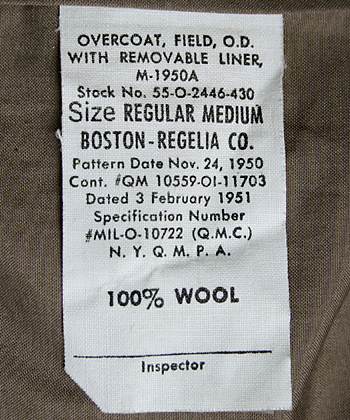 OVERCOAT, FIELD, O.D.
WITH REMOVABLE LINER,
M-1950A
Stock No. 55-O-2446-430
Size REGULAR MEDIUM
BOSTON-REGELIA CO.
Pattern Date Nov. 24, 1950
Cont. #QM 10559-OI-11703
Dated 3 February 1951
Specification Number
#MIL-O-10722 (Q.M.C.)
N. Y. Q. M. P. A.
100% WOOL
Inspector